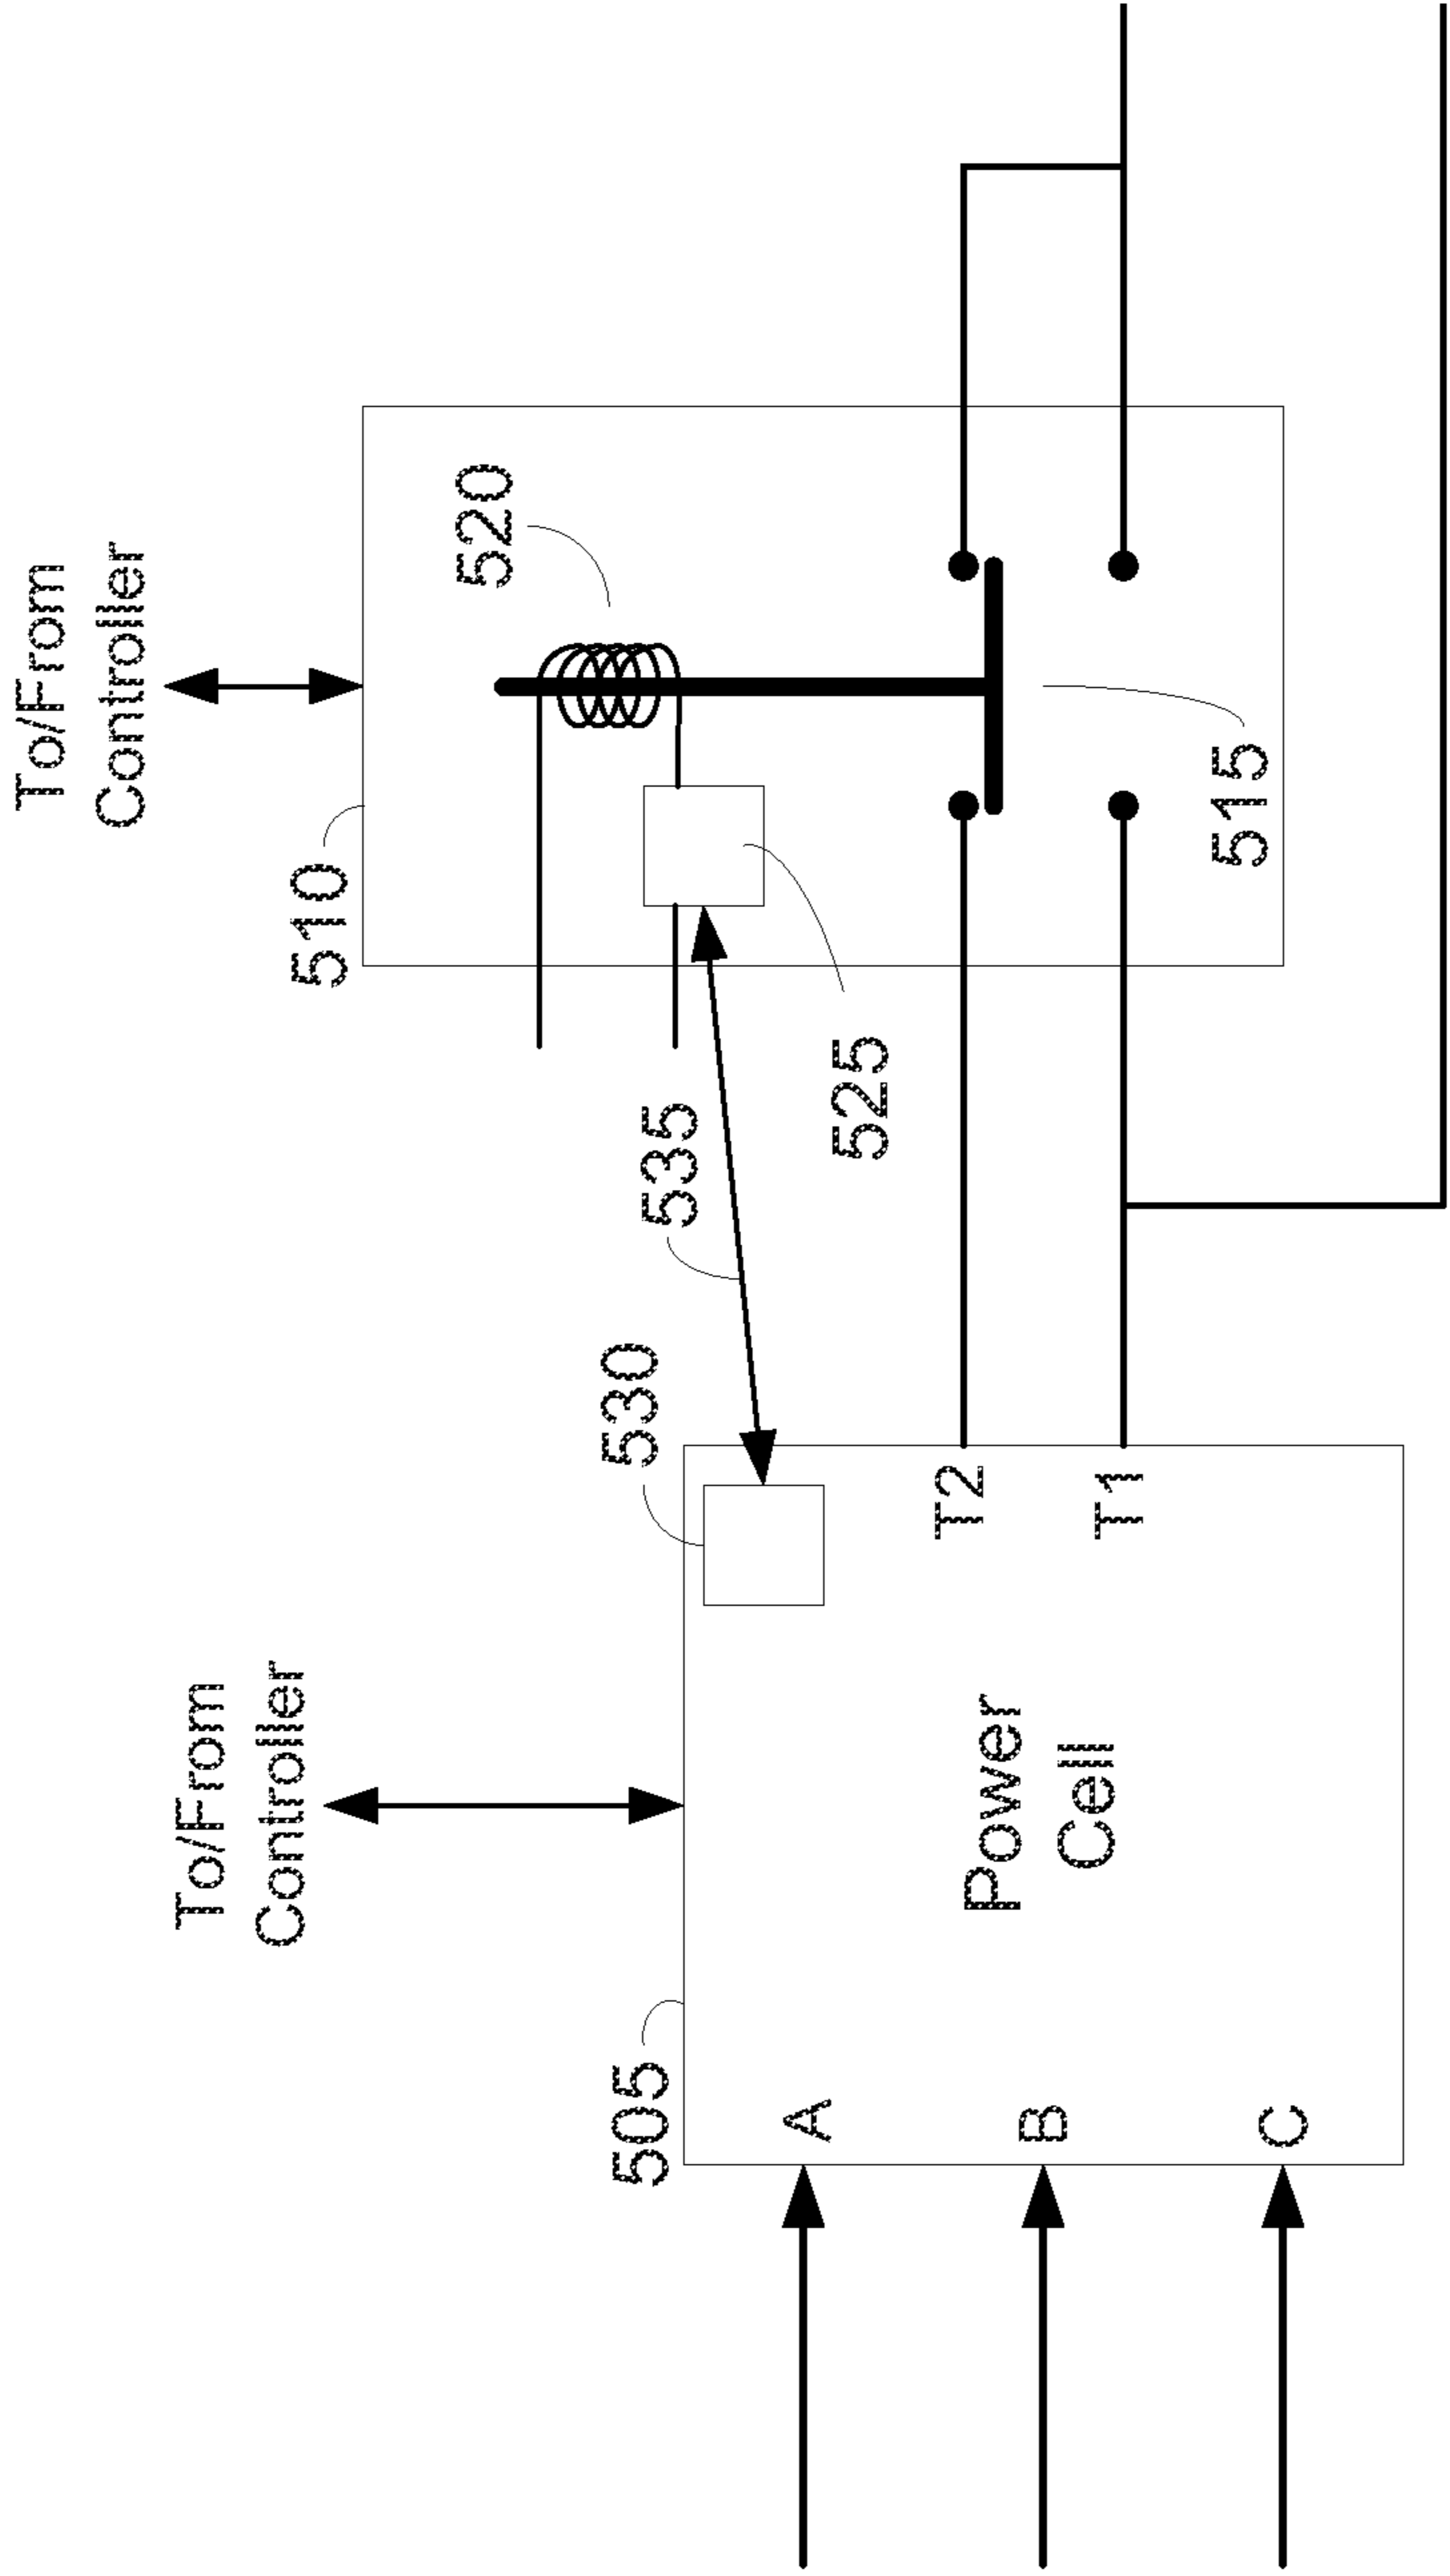 To/From
Controller
510
520
525
515
535
530
To/From
Controller
505
A
B
C
Power
Cell
T2
T1